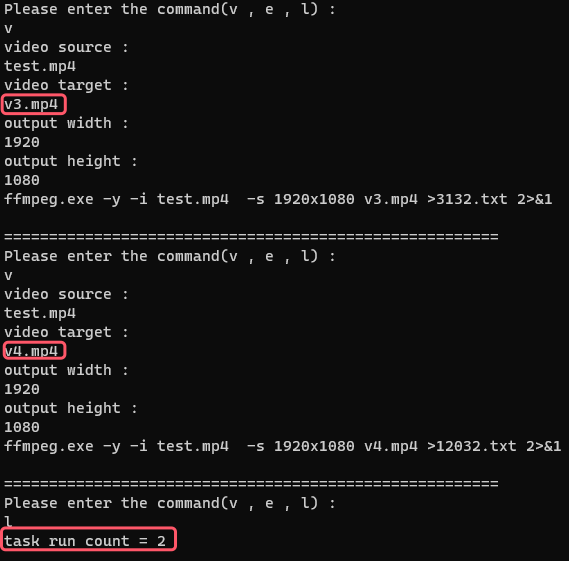 Please enter the command(v , e , l) :
v
video source :
test.mp4
video target :
v3.mp4
output width :
1920
output height :
1080
ffmpeg.exe -y -i test.mp4  -s 1920x1080 v3.mp4 >3132.txt 2>&1
=======================================================
Please enter the command(v , e , l) :
v
video source :
test.mp4
video target :
v4.mp4
output width :
1920
output height :
1080
ffmpeg.exe -y -i test.mp4  -s 1920x1080 v4.mp4 >12032.txt 2>&1
=======================================================
Please enter the command(v , e , l) :
l
task run count = 2